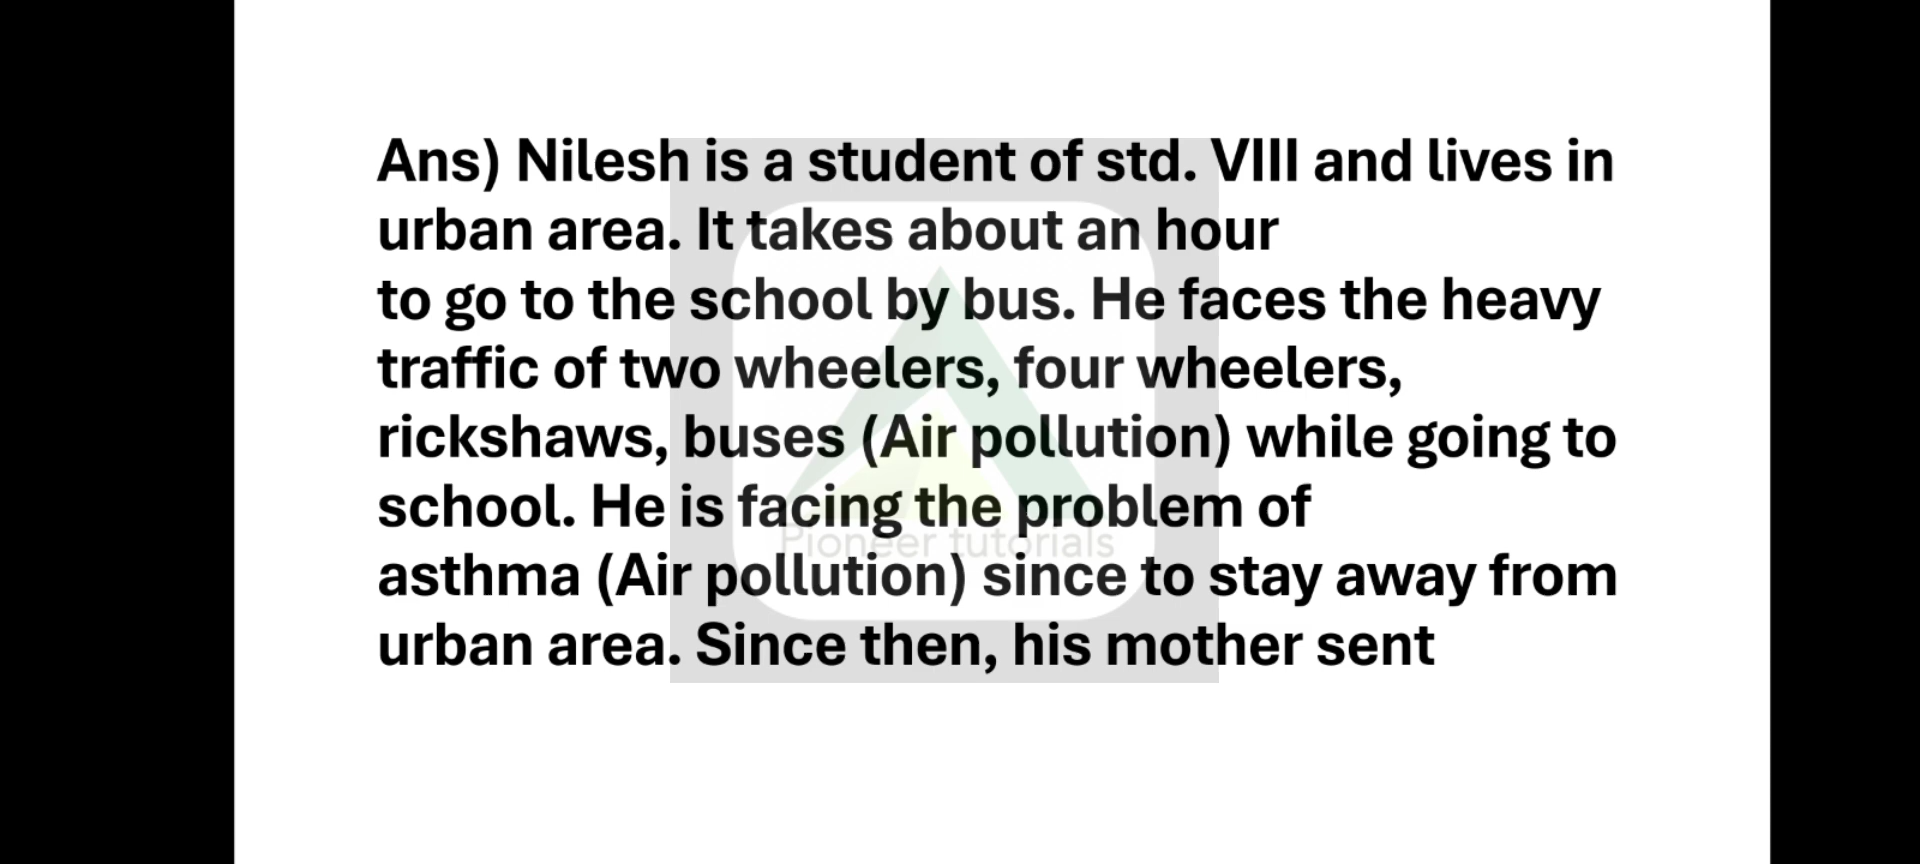 Ans) Nilesh is a student of std. VIII and lives in
urban area. It takes about an hour
to go to the school by bus. He faces the heavy
traffic of two wheelers, four wheelers,
rickshaws, buses (Air pollution) while going to
school. He is facing the problem of
Pioneer tutorials
asthma (Air pollution) since to stay away from
urban area. Since then, his mother sent